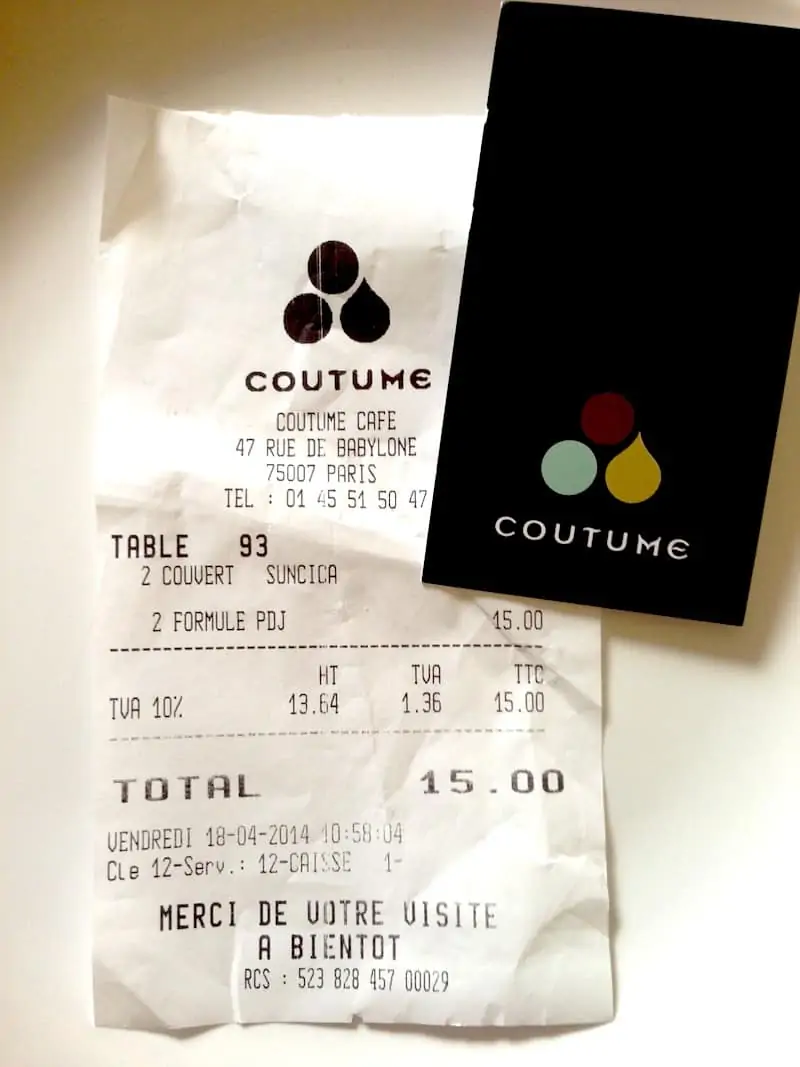 COUTUME
COUTUME CAFE
47 RUE DE BABYLONE
75007 PARIS
TEL : 01 45 51 50 47
TABLE 93
2 COUVERT SUNCICA
2 FORMULE PDJ 15.00
HT TVA TTC
TVA 10% 13.64 1.36 15.00
TOTAL 15.00
VENDREDI 18-04-2014 10:58:04
Cle 12-Serv.: 12-CAISSE 1-
MERCI DE VOTRE VISITE
A BIENTOT
RCS : 523 828 457 00029
COUTUME